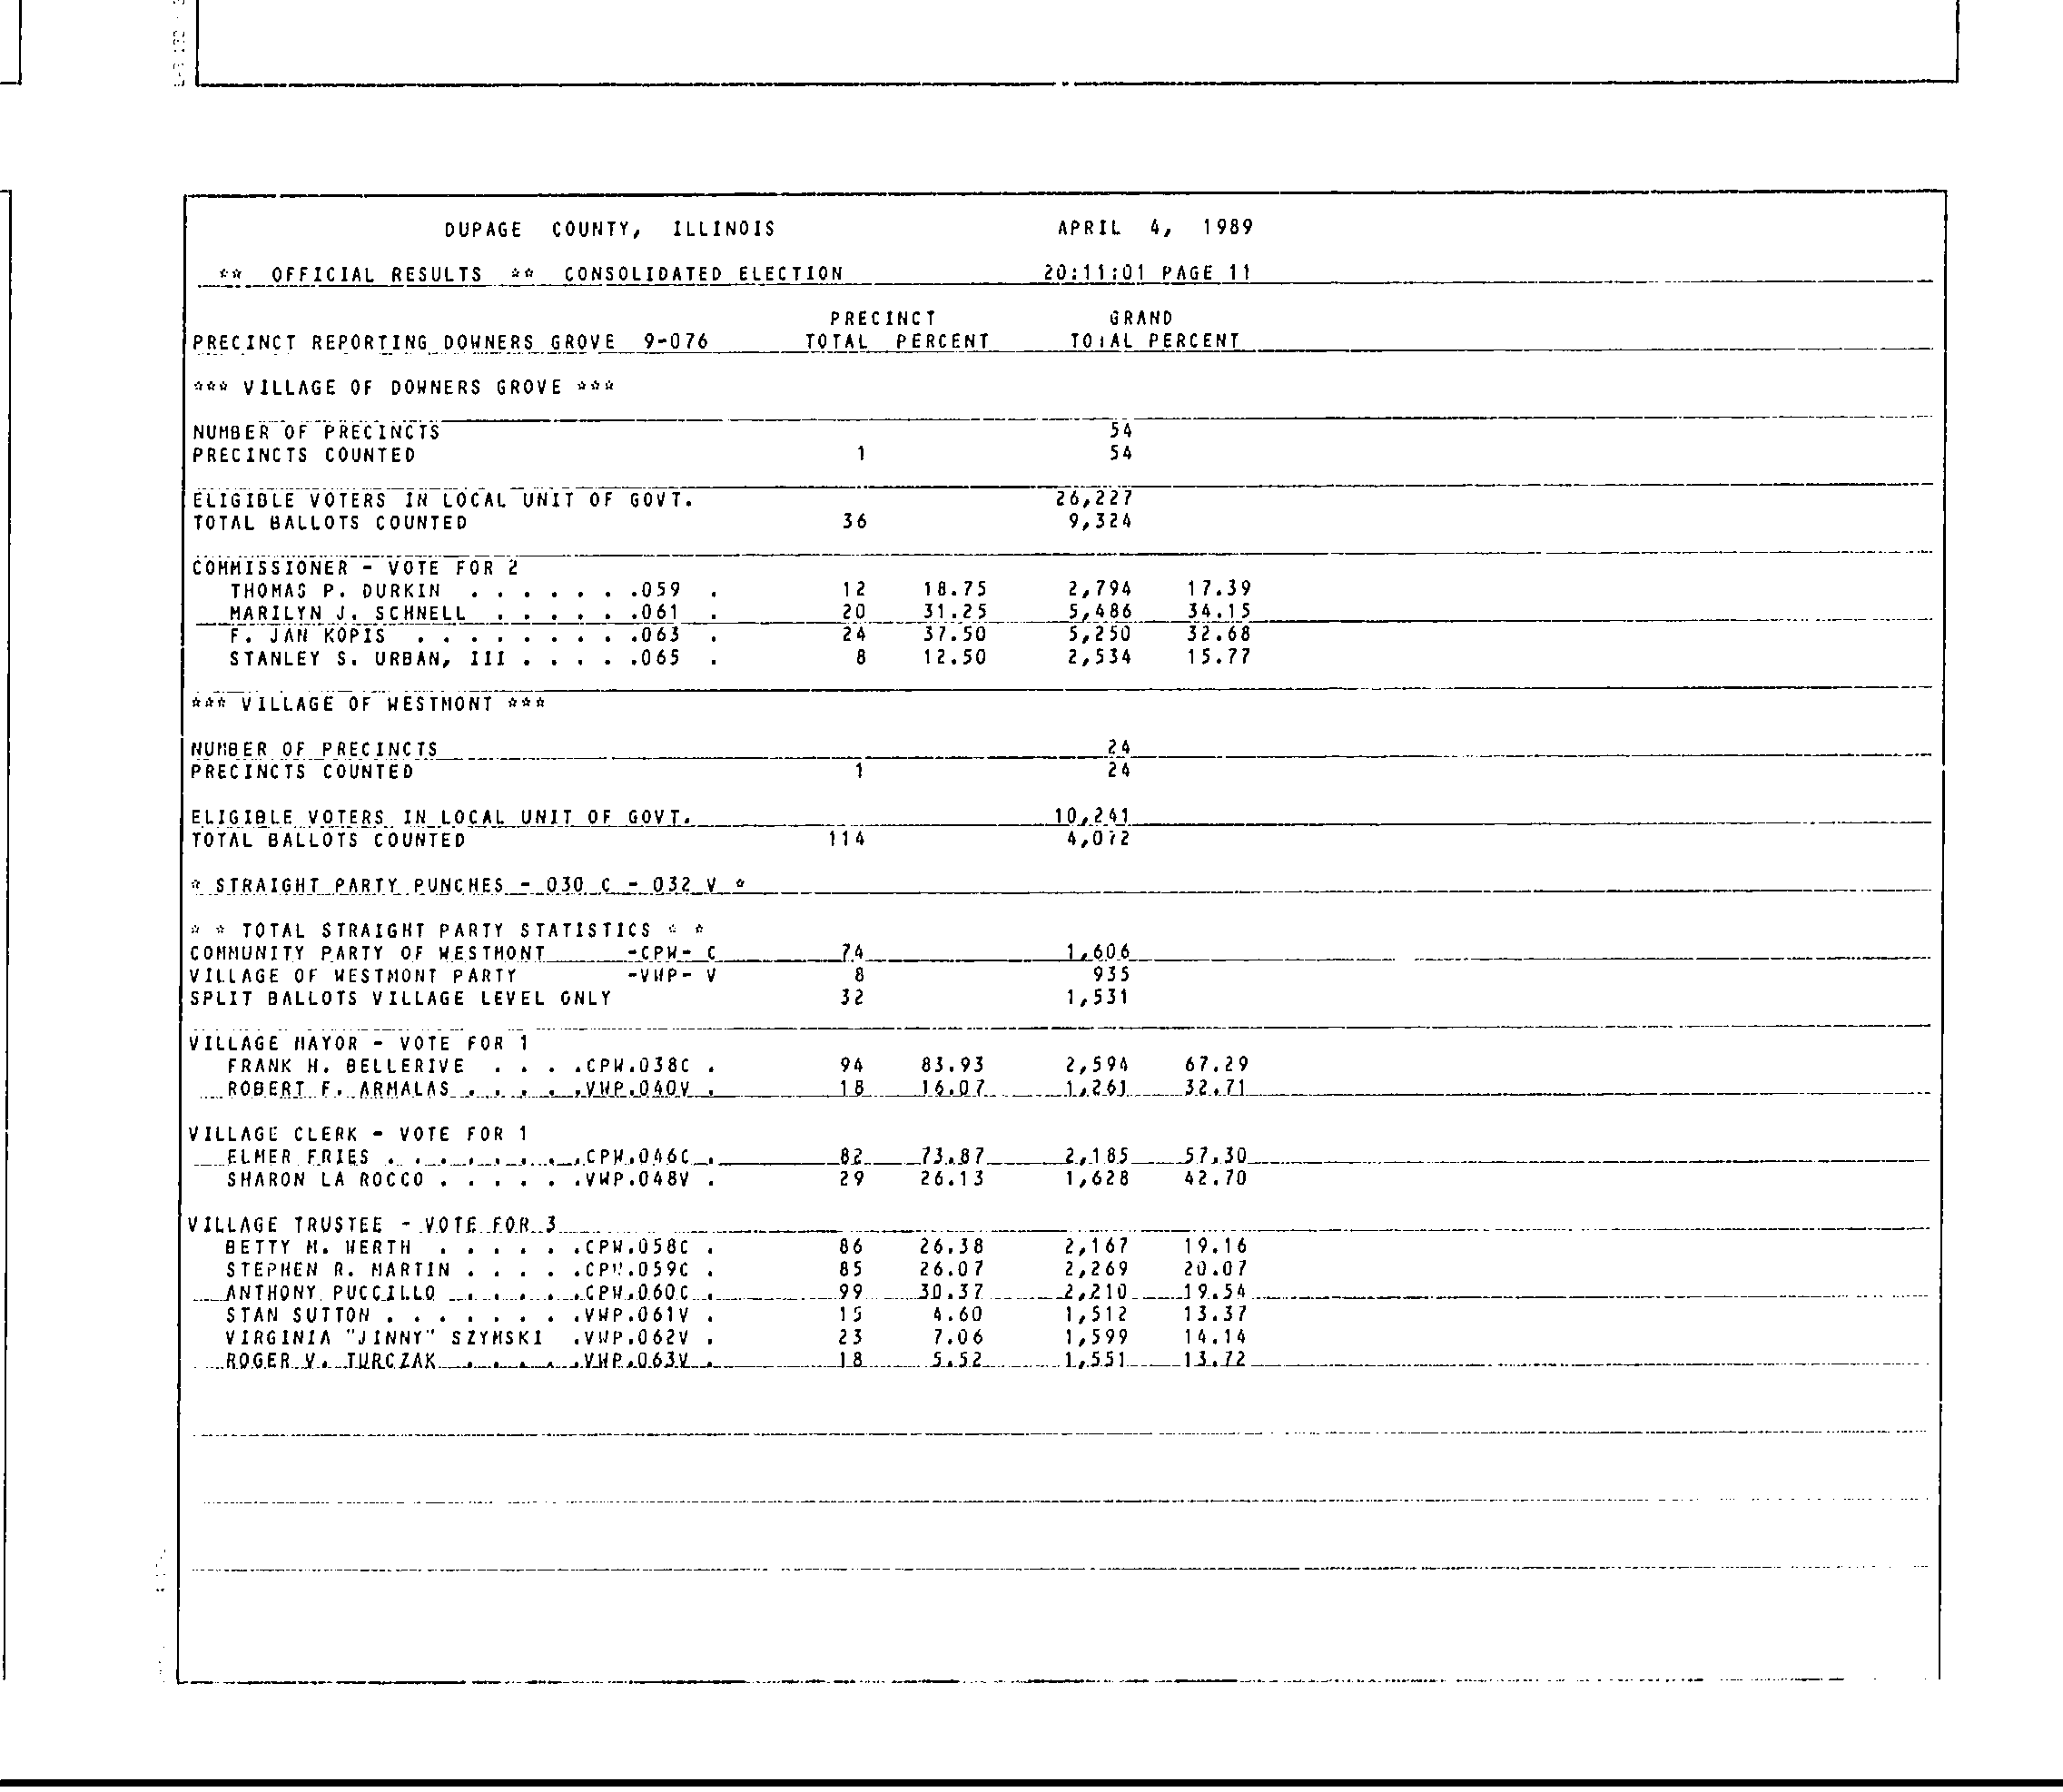 DUPAGE COUNTY, ILLINOIS APRIL 4, 1989
** OFFICIAL RESULTS ** CONSOLIDATED ELECTION 20:11:01 PAGE 11
PRECINCT GRAND
PRECINCT REPORTING DOWNERS GROVE 9-076 TOTAL PERCENT TOTAL PERCENT
*** VILLAGE OF DOWNERS GROVE ***
NUMBER OF PRECINCTS 54
PRECINCTS COUNTED 1 54
ELIGIBLE VOTERS IN LOCAL UNIT OF GOVT. 26,227
TOTAL BALLOTS COUNTED 36 9,324
COMMISSIONER - VOTE FOR 2
THOMAS P. DURKIN . . . . . . .059 . 12 18.75 2,794 17.39
MARILYN J. SCHNELL . . . . . .061 . 20 31.25 5,486 34.15
F. JAN KOPIS . . . . . . . . .063 . 24 37.50 5,250 32.68
STANLEY S. URBAN, III . . . . .065 . 8 12.50 2,534 15.77
*** VILLAGE OF WESTMONT ***
NUMBER OF PRECINCTS 24
PRECINCTS COUNTED 1 24
ELIGIBLE VOTERS IN LOCAL UNIT OF GOVT. 10,241
TOTAL BALLOTS COUNTED 114 4,072
* STRAIGHT PARTY PUNCHES - 030 C - 032 V *
* * TOTAL STRAIGHT PARTY STATISTICS * *
COMMUNITY PARTY OF WESTMONT -CPW- C 74 1,606
VILLAGE OF WESTMONT PARTY -VWP- V 8 935
SPLIT BALLOTS VILLAGE LEVEL ONLY 32 1,531
VILLAGE MAYOR - VOTE FOR 1
FRANK H. BELLERIVE . . . .CPW.038C . 94 83.93 2,594 67.29
ROBERT F. ARMALAS . . . . .VWP.040V . 18 16.07 1,261 32.71
VILLAGE CLERK - VOTE FOR 1
ELMER FRIES . . . . . . . .CPW.046C . 82 73.87 2,185 57.30
SHARON LA ROCCO . . . . . .VWP.048V . 29 26.13 1,628 42.70
VILLAGE TRUSTEE - VOTE FOR 3
BETTY M. WERTH . . . . . .CPW.058C . 86 26.38 2,167 19.16
STEPHEN R. MARTIN . . . . .CPW.059C . 85 26.07 2,269 20.07
ANTHONY PUCCILLO . . . . .CPW.060C . 99 30.37 2,210 19.54
STAN SUTTON . . . . . . . .VWP.061V . 15 4.60 1,512 13.37
VIRGINIA "JINNY" SZYMSKI .VWP.062V . 23 7.06 1,599 14.14
ROGER V. TURCZAK . . . . .VWP.063V . 18 5.52 1,551 13.72